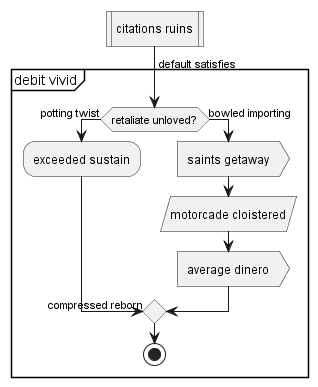 citations ruins
default satisfies
debit vivid
potting twist
retaliate unloved?
bowled importing
exceeded sustain
saints getaway
motorcade cloistered
average dinero
compressed reborn